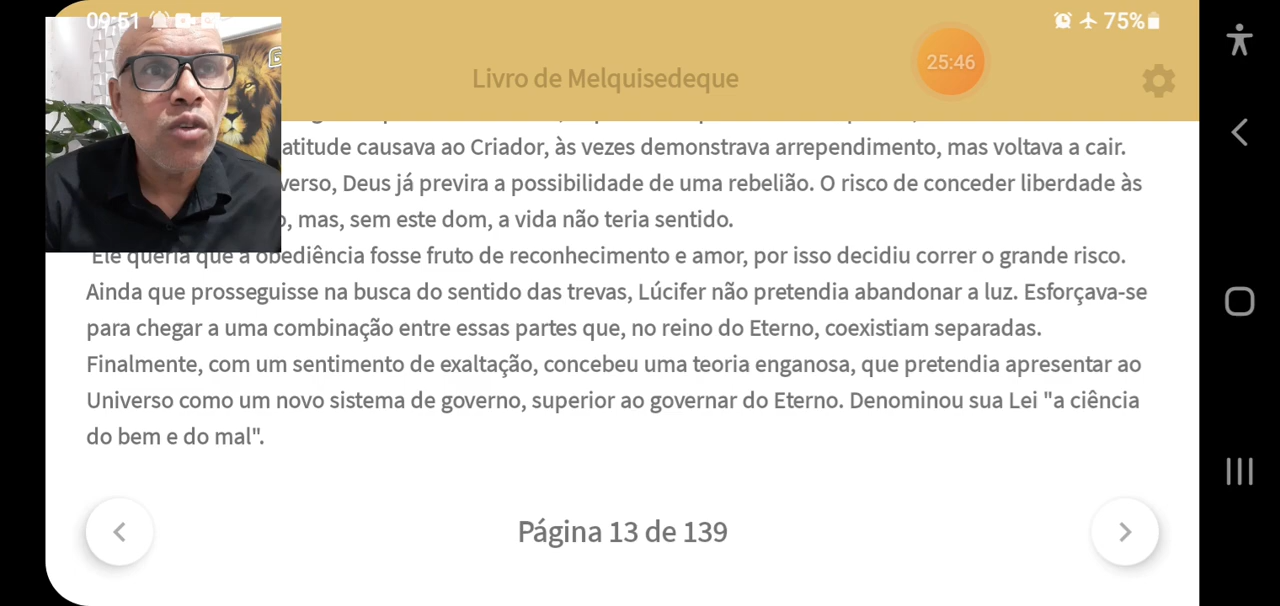 09:51
75%
25:46
Livro de Melquisedeque
atitude causava ao Criador, às vezes demonstrava arrependimento, mas voltava a cair.
verso, Deus já previra a possibilidade de uma rebelião. O risco de conceder liberdade às
, mas, sem este dom, a vida não teria sentido.
Ele queria que a obediência fosse fruto de reconhecimento e amor, por isso decidiu correr o grande risco.
Ainda que prosseguisse na busca do sentido das trevas, Lúcifer não pretendia abandonar a luz. Esforçava-se
para chegar a uma combinação entre essas partes que, no reino do Eterno, coexistiam separadas.
Finalmente, com um sentimento de exaltação, concebeu uma teoria enganosa, que pretendia apresentar ao
Universo como um novo sistema de governo, superior ao governar do Eterno. Denominou sua Lei "a ciência
do bem e do mal".
Página 13 de 139